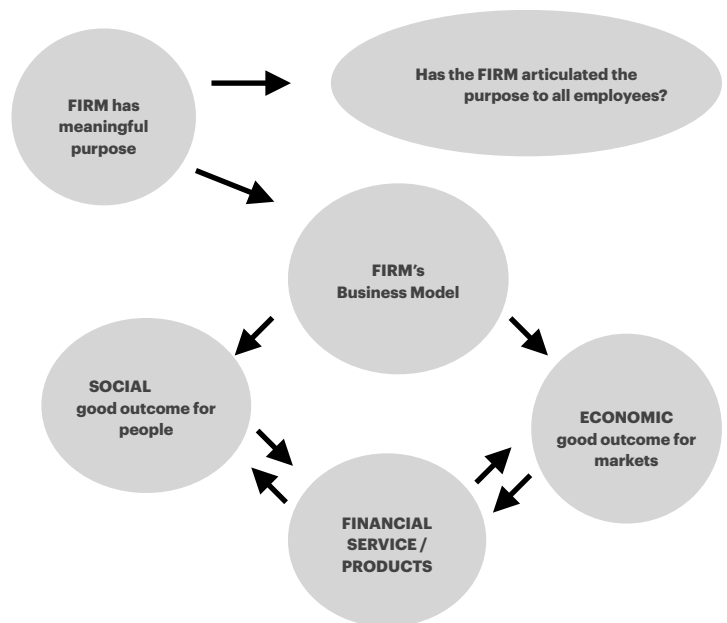 FIRM has
meaningful
purpose
Has the FIRM articulated the
purpose to all employees?
FIRM’s
Business Model
SOCIAL
good outcome for
people
ECONOMIC
good outcome for
markets
FINANCIAL
SERVICE /
PRODUCTS